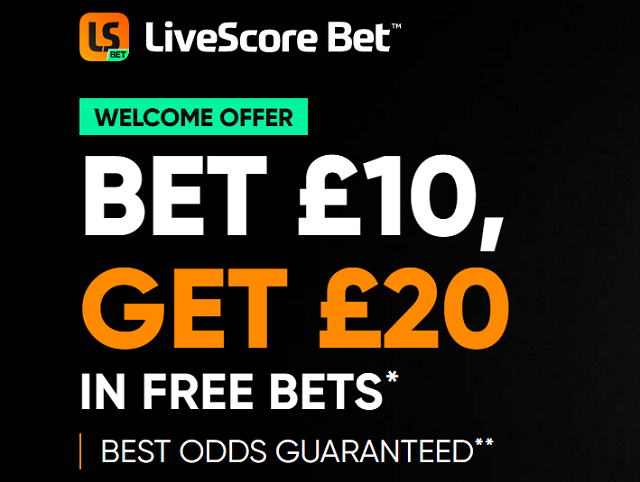 LS BET LiveScore Bet™
WELCOME OFFER
BET £10,
GET £20
IN FREE BETS*
BEST ODDS GUARANTEED**